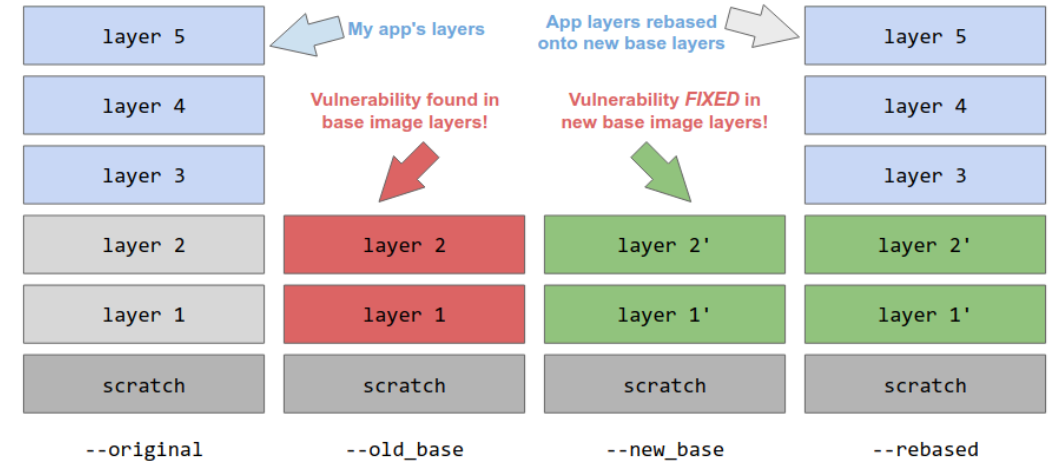 layer 5
My app's layers
App layers rebased
onto new base layers
layer 5
layer 4
Vulnerability found in
base image layers!
Vulnerability FIXED in
new base image layers!
layer 4
layer 3
layer 3
layer 2
layer 2
layer 2'
layer 2'
layer 1
layer 1
layer 1'
layer 1'
scratch
scratch
scratch
scratch
--original
--old_base
--new_base
--rebased